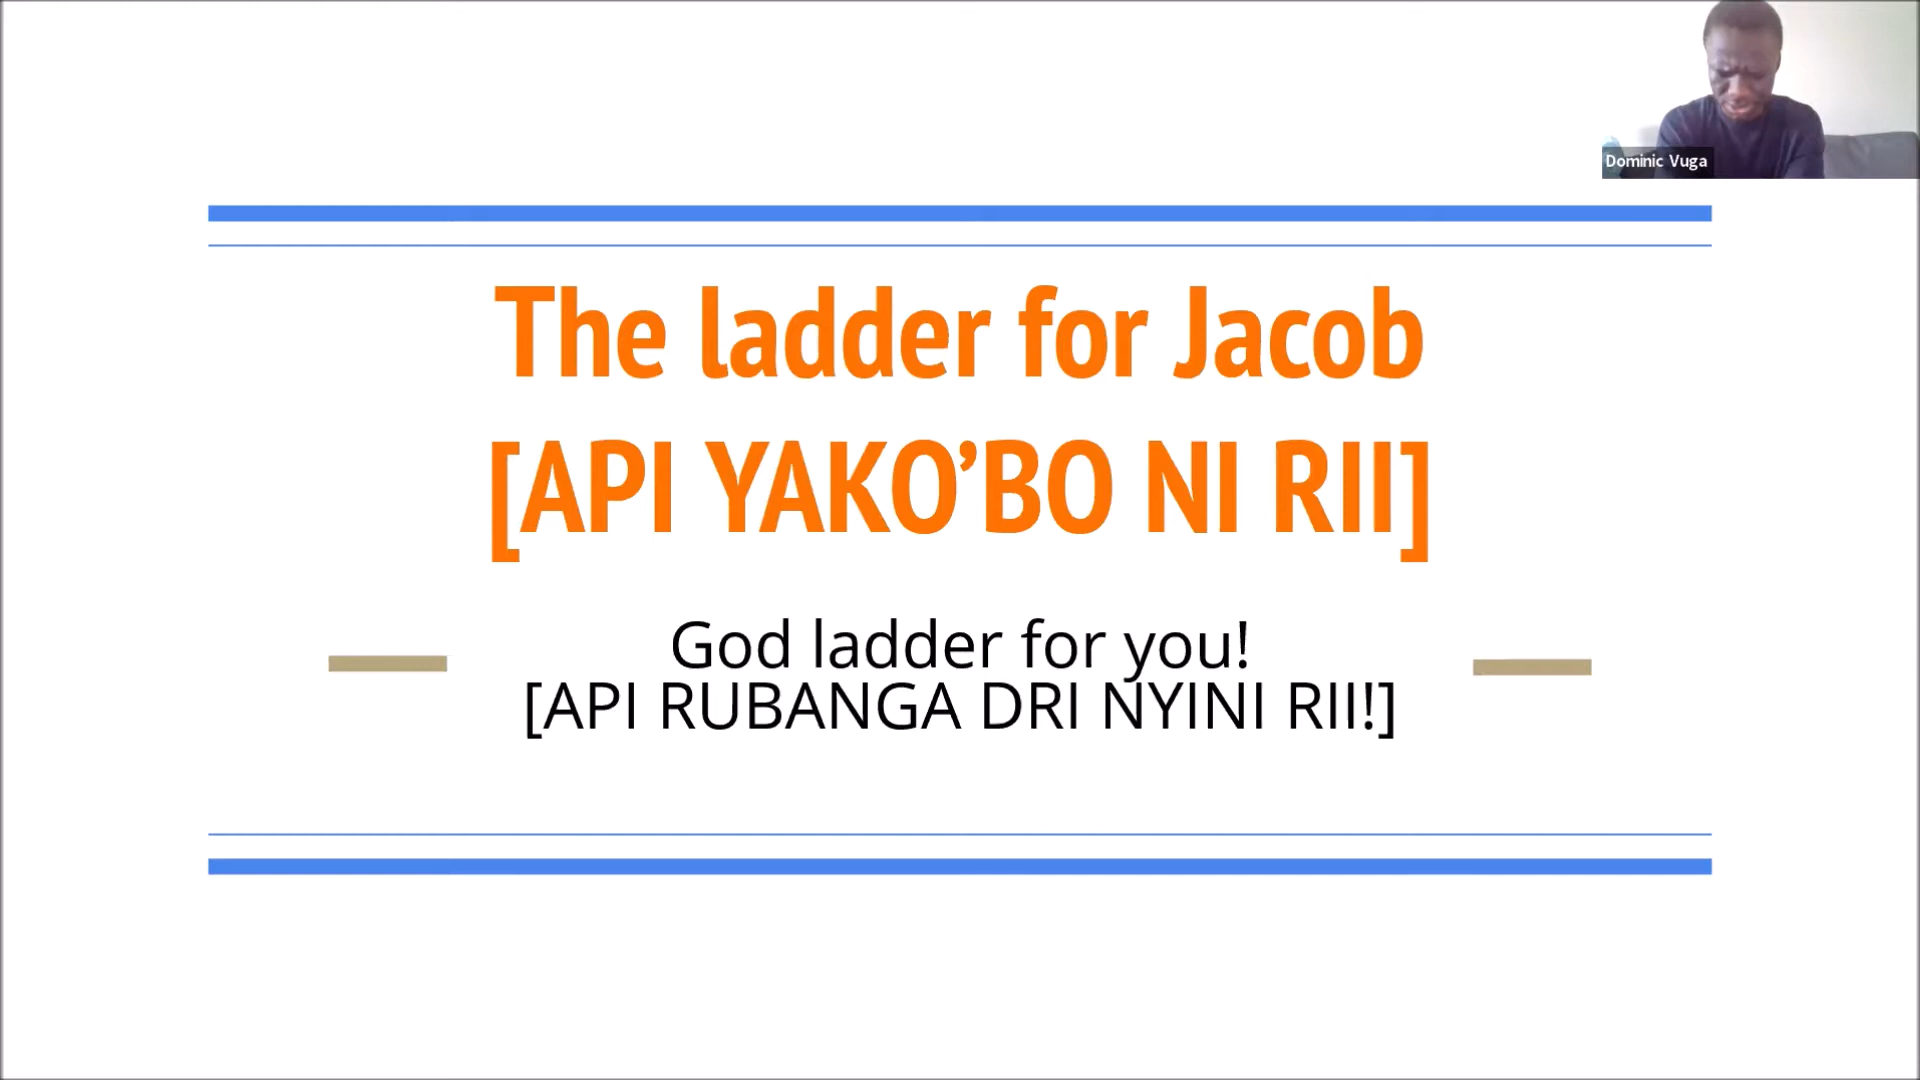 Dominic Vuga
The ladder for Jacob
[API YAKO’BO NI RII]
God ladder for you!
[API RUBANGA DRI NYINI RII!]